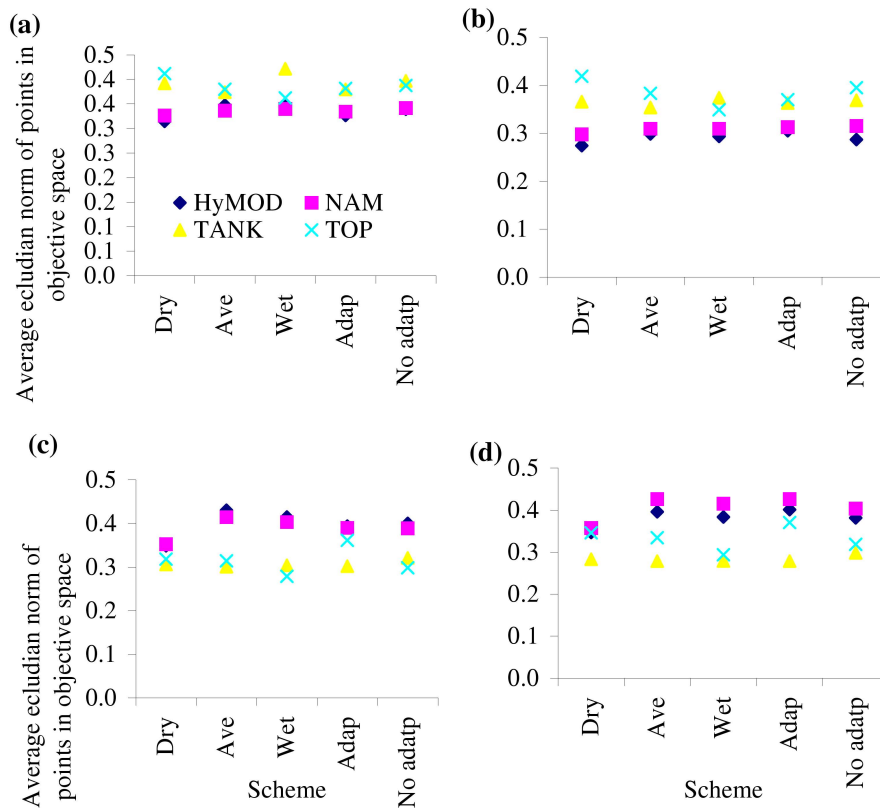 (a)
Average ecludian norm of points in
objective space
0.5
0.4
0.4
0.3
0.3
0.2
0.2
0.1
0.1
0.0
HyMOD
NAM
TANK
TOP
Dry
Ave
Wet
Adap
No adatp
(b)
0.5
0.4
0.3
0.2
0.1
0.0
Dry
Ave
Wet
Adap
No adatp
(c)
Average ecludian norm of
points in objective space
0.5
0.4
0.3
0.2
0.1
0.0
Dry
Ave
Wet
Adap
No adatp
Scheme
(d)
0.5
0.4
0.3
0.2
0.1
0.0
Dry
Ave
Wet
Adap
No adatp
Scheme